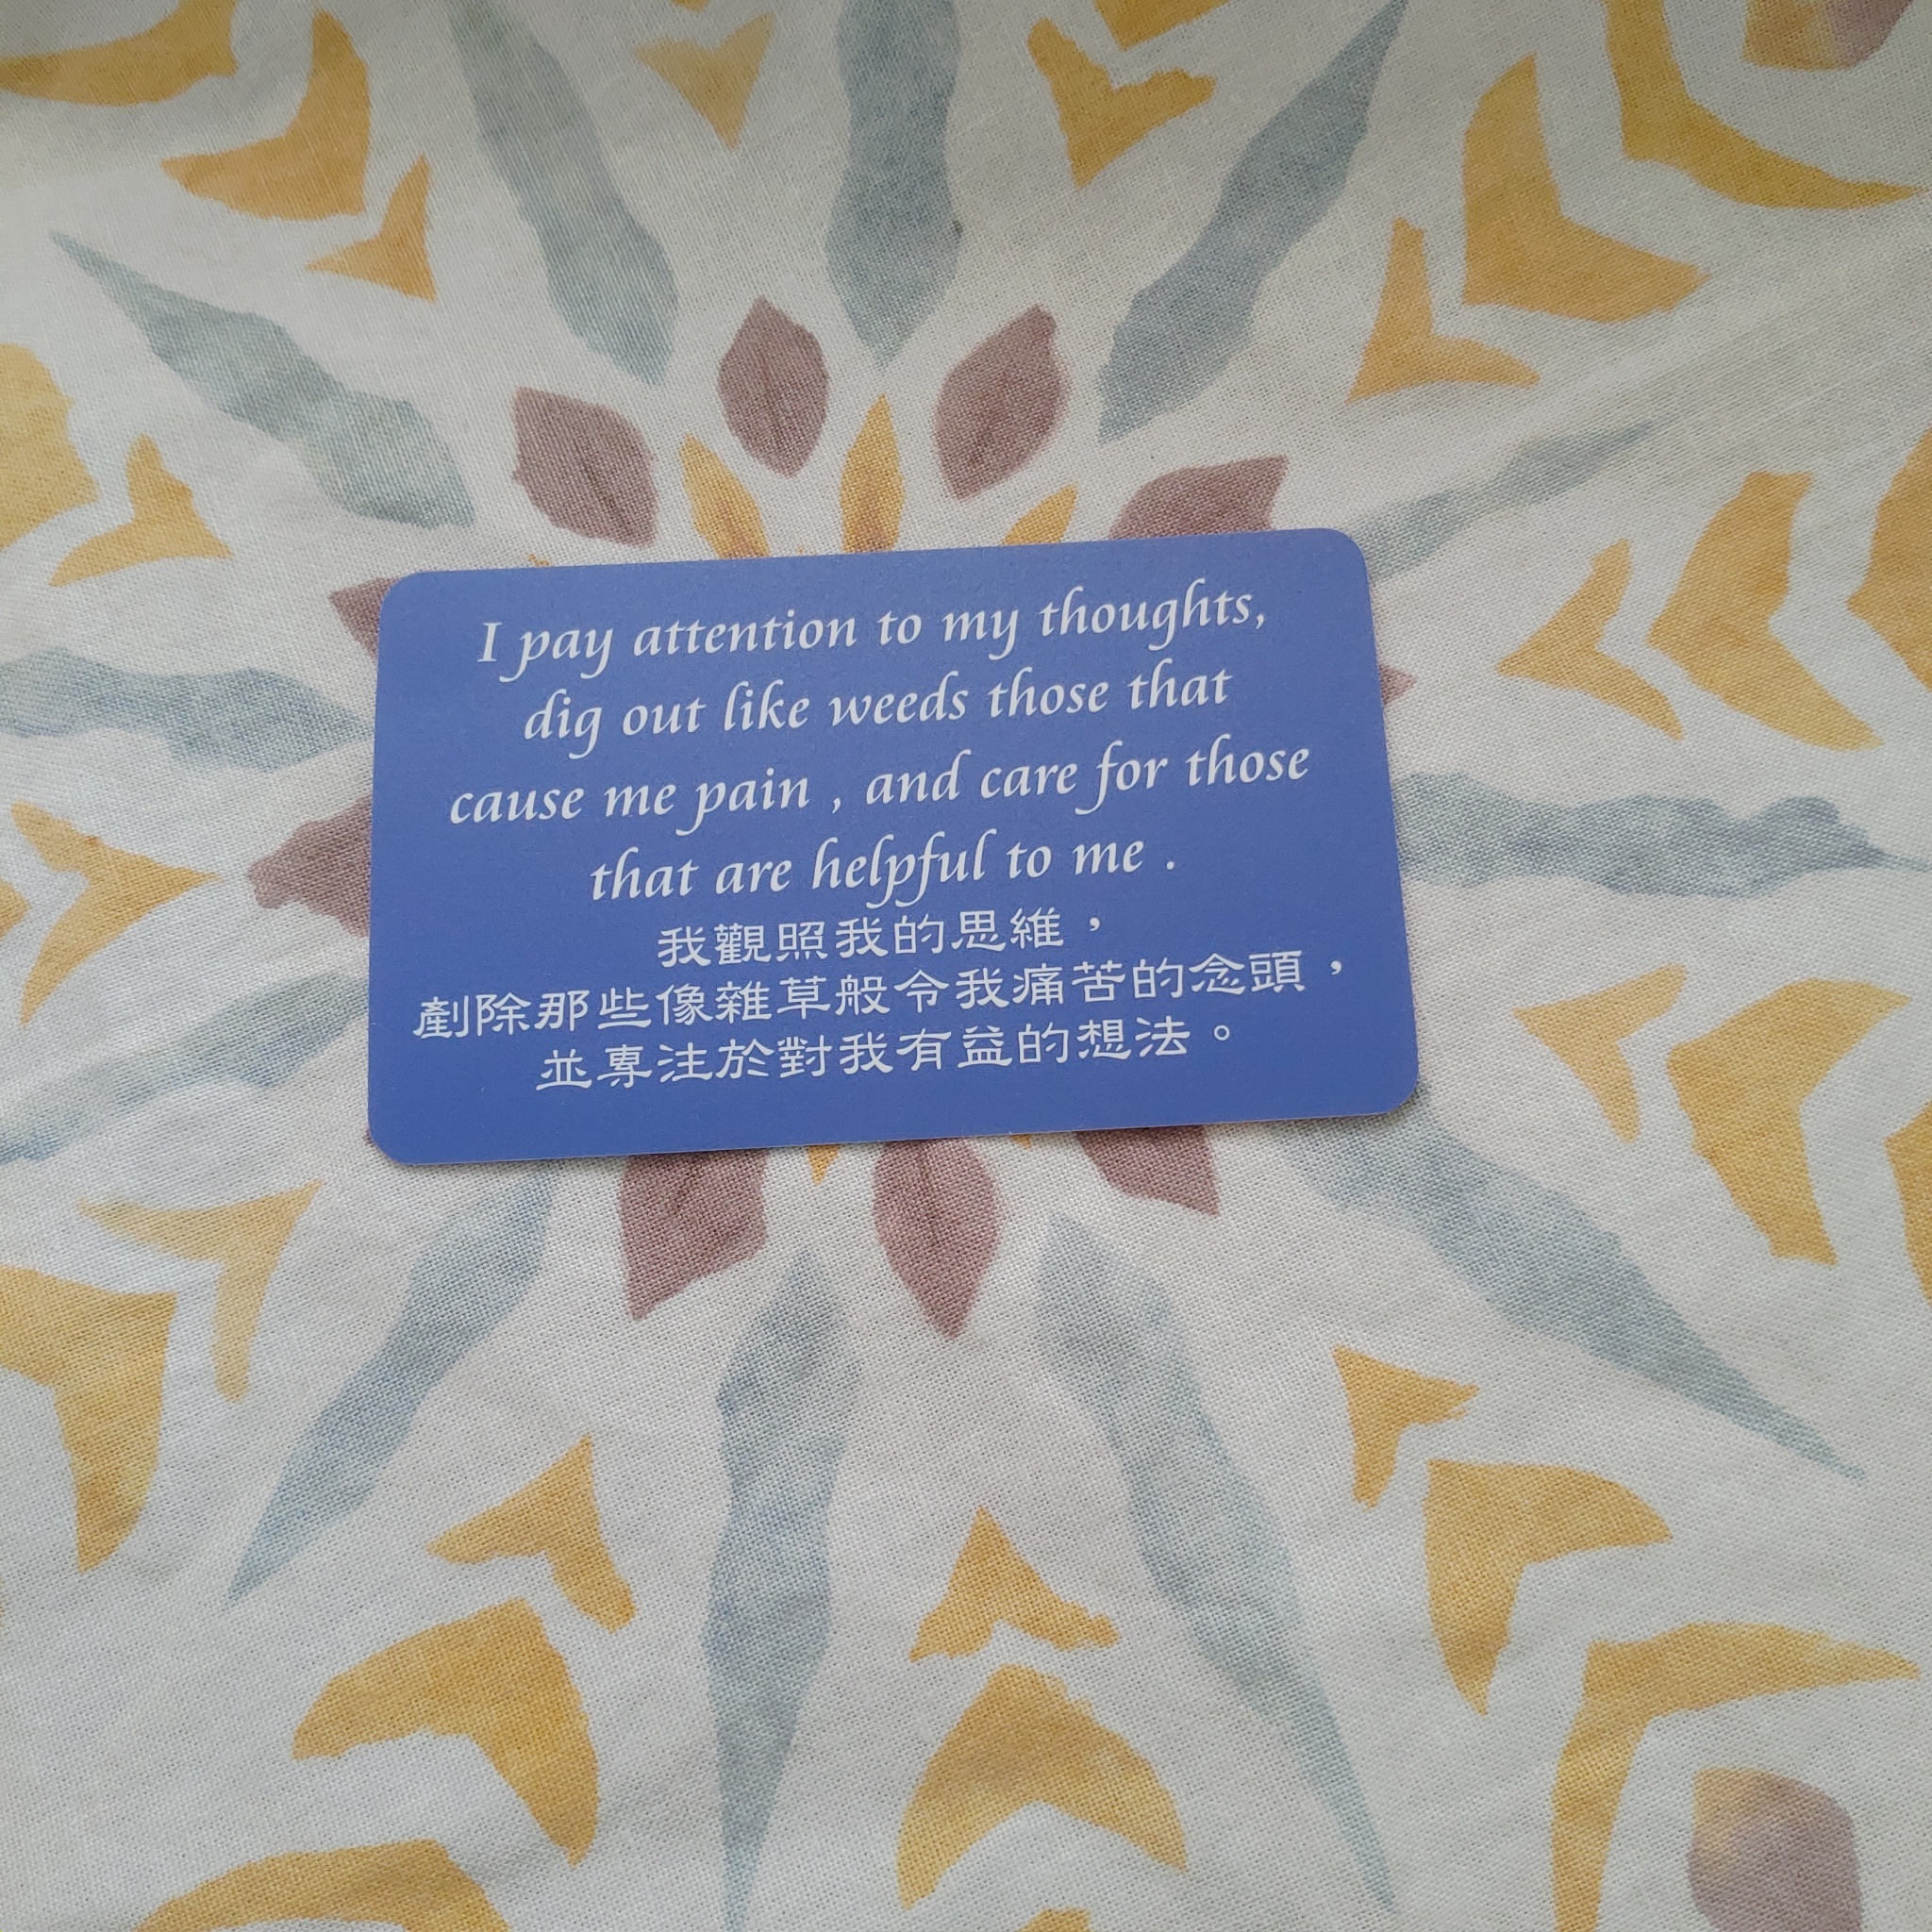 I pay attention to my thoughts,
dig out like weeds those that
cause me pain , and care for those
that are helpful to me .
我觀照我的思維，
剷除那些像雜草般令我痛苦的念頭，
並專注於對我有益的想法。